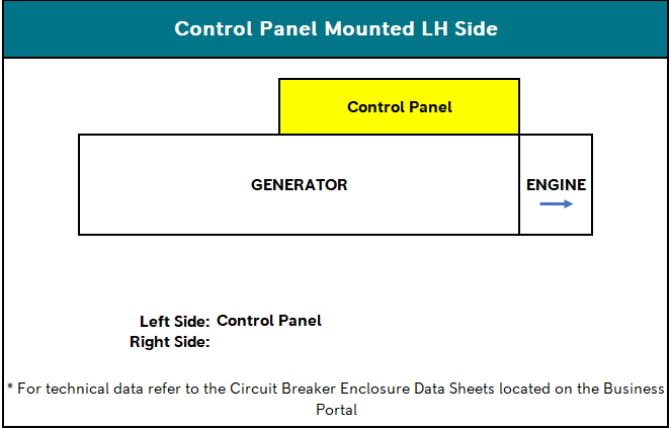 Control Panel Mounted LH Side
Control Panel
GENERATOR
ENGINE
Left Side: Control Panel
Right Side:
* For technical data refer to the Circuit Breaker Enclosure Data Sheets located on the Business
Portal